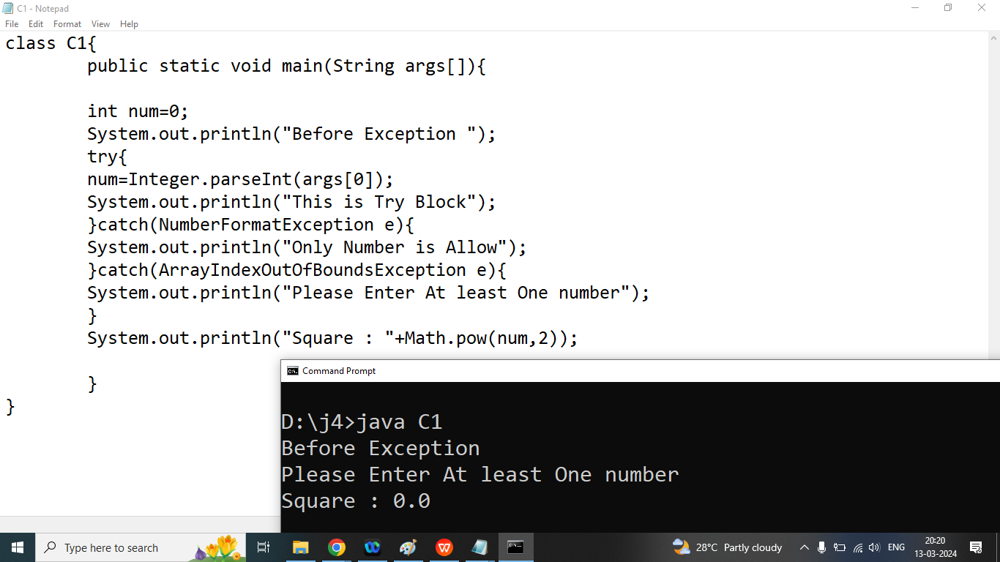 C1 - Notepad
File Edit Format View Help
class C1{
public static void main(String args[]){
int num=0;
System.out.println("Before Exception ");
try{
num=Integer.parseInt(args[0]);
System.out.println("This is Try Block");
}catch(NumberFormatException e){
System.out.println("Only Number is Allow");
}catch(ArrayIndexOutOfBoundsException e){
System.out.println("Please Enter At least One number");
}
System.out.println("Square : "+Math.pow(num,2));
}
}
Command Prompt
D:\j4>java C1
Before Exception
Please Enter At least One number
Square : 0.0
Type here to search
28°C Partly cloudy
ENG
20:20
13-03-2024